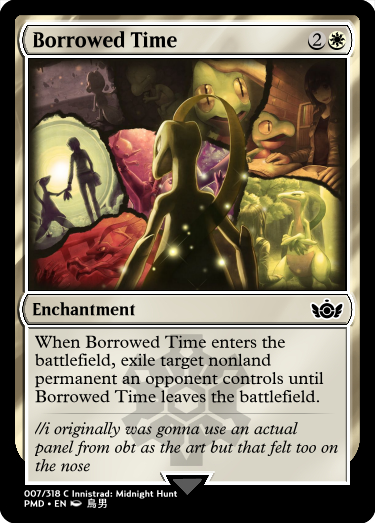 Borrowed Time
2
Enchantment
When Borrowed Time enters the
battlefield, exile target nonland
permanent an opponent controls until
Borrowed Time leaves the battlefield.
//i originally was gonna use an actual
panel from obt as the art but that felt too on
the nose
007/318 C Innistrad: Midnight Hunt
PMD • EN 鳥男